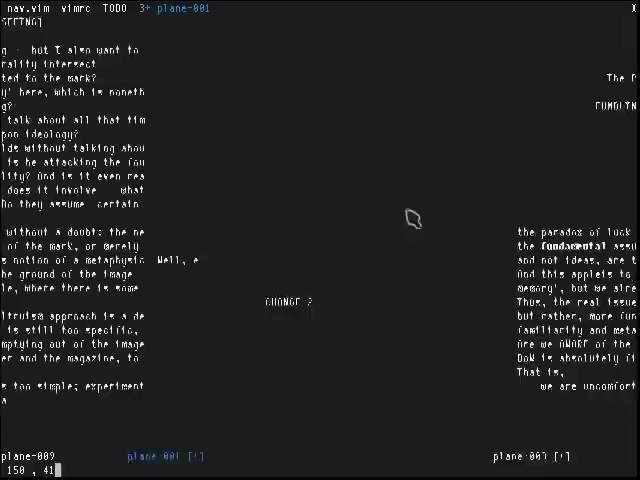 nav.vim vimrc TODO 3+ plane-001 X
g - but I also want to
rality intersect
ted to the mark?
The P
y' here, which is noneth
g?
talk about all that tim
pon ideology?
lds without talking abou
is he attacking the fou
lity? And is it even rea
does it involve what
Do they assume certain
without a doubt: the ne
the paradox of luck
of the mark, or merely
the fundamental assu
s notion of a metaphysic Well, e
and not ideas, are t
he ground of the image
And this appleis to
le, where there is some
memory', but we alre
CHANGE ?
Thus, the real issue
ltruism approach is a de
but rather, more fun
is still too specific,
familiarity and meta
mptying out of the image
Are we AWARE of the
er and the magazine, to
DoW is absolutely
That is,
s too simple; experiment
we are uncomfort
a
plane-009 plane-001 [+] plane-003 [+]
150 , 41